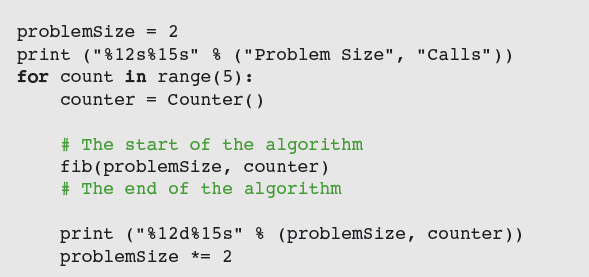 problemSize = 2
print ("%12s%15s" % ("Problem Size", "Calls"))
for count in range(5):
    counter = Counter()

    # The start of the algorithm
    fib(problemSize, counter)
    # The end of the algorithm

    print ("%12d%15s" % (problemSize, counter))
    problemSize *= 2